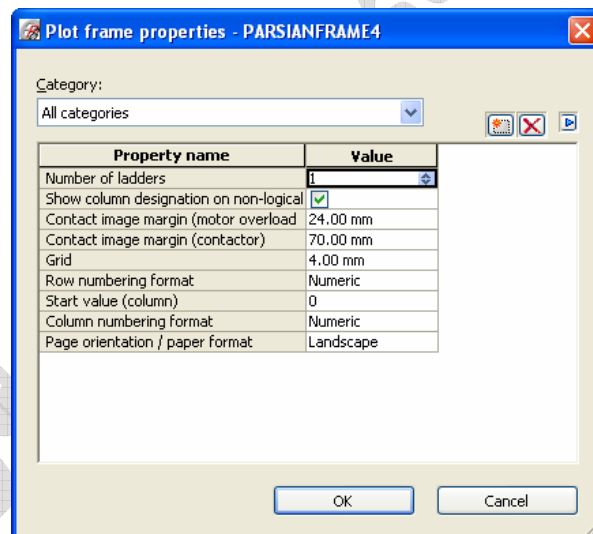 Plot frame properties - PARSIANFRAME4
Category:
All categories
Property name Value
Number of ladders 1
Show column designation on non-logical
Contact image margin (motor overload 24.00 mm
Contact image margin (contactor) 70.00 mm
Grid 4.00 mm
Row numbering format Numeric
Start value (column) 0
Column numbering format Numeric
Page orientation / paper format Landscape
OK Cancel